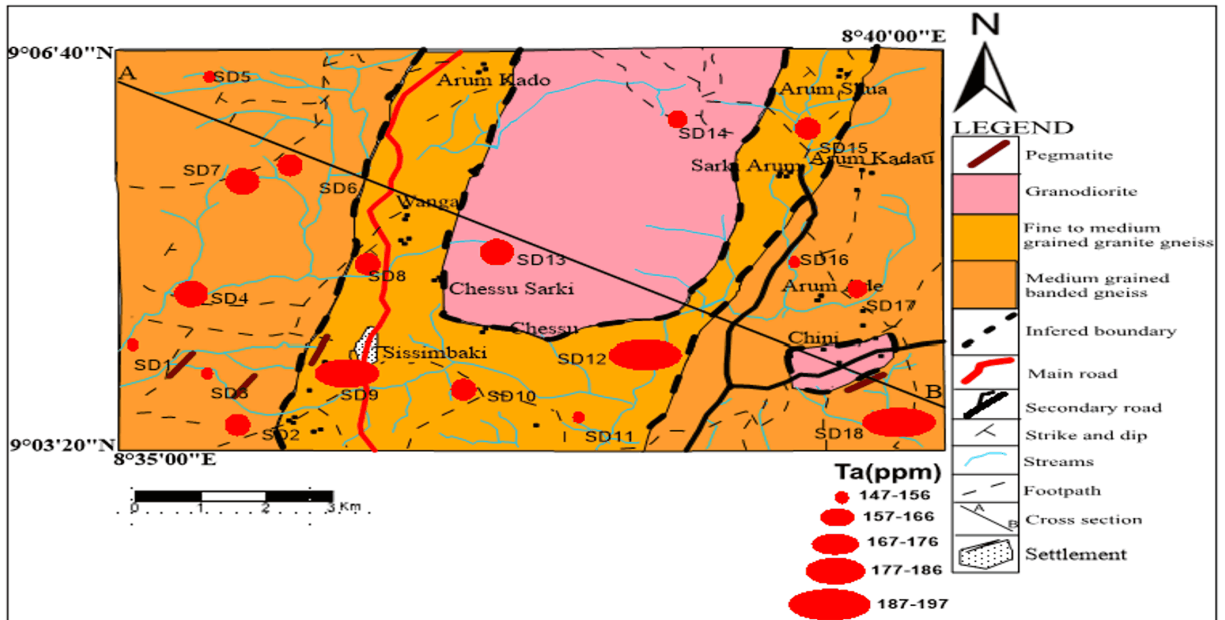 9°06'40"N
8°40'00"E
N
A
SD5
Arum Kado
Arum Shua
SD14
SD15
LEGEND
Sarki Arum
Arum Kadau
SD7
SD6
Wanga
SD8
SD13
SD16
SD4
Chessu Sarki
Arum Ade
SD17
Chessu
Chini
SD1
Sissimbaki
SD12
SD3
SD9
SD10
B
SD2
SD11
SD18
9°03'20"N
8°35'00"E
0 1 2 3 Km
Pegmatite
Granodiorite
Fine to medium
grained granite gneiss
Medium grained
banded gneiss
Infered boundary
Main road
Secondary road
Strike and dip
Streams
Footpath
A
B
Cross section
Settlement
Ta(ppm)
147-156
157-166
167-176
177-186
187-197